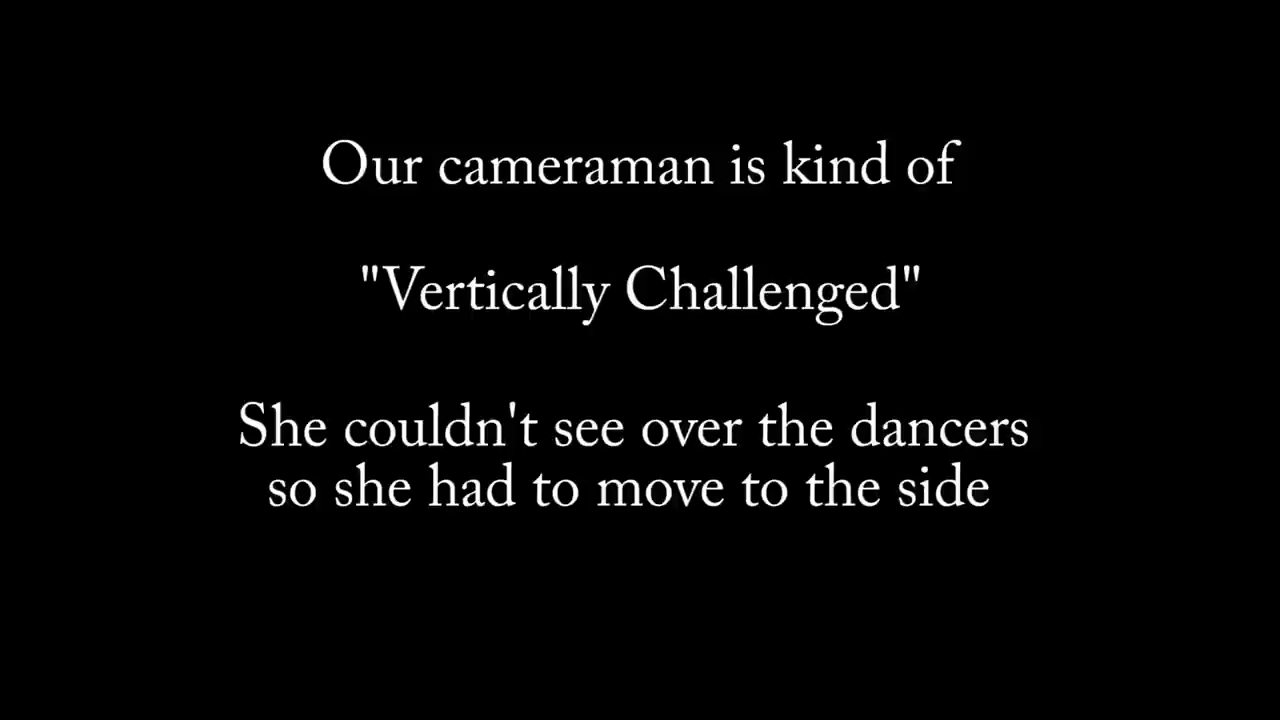 Our cameraman is kind of
"Vertically Challenged"
She couldn't see over the dancers
so she had to move to the side